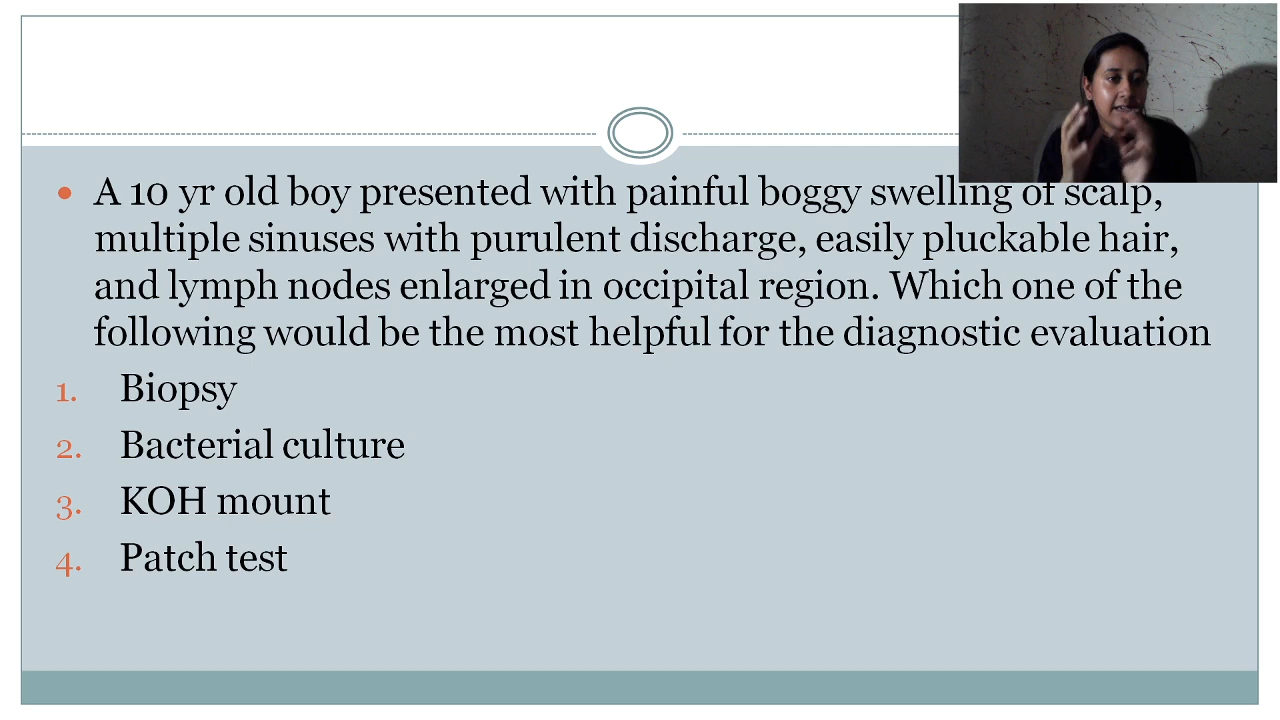 A 10 yr old boy presented with painful boggy swelling of scalp,
multiple sinuses with purulent discharge, easily pluckable hair,
and lymph nodes enlarged in occipital region. Which one of the
following would be the most helpful for the diagnostic evaluation
1. Biopsy
2. Bacterial culture
3. KOH mount
4. Patch test